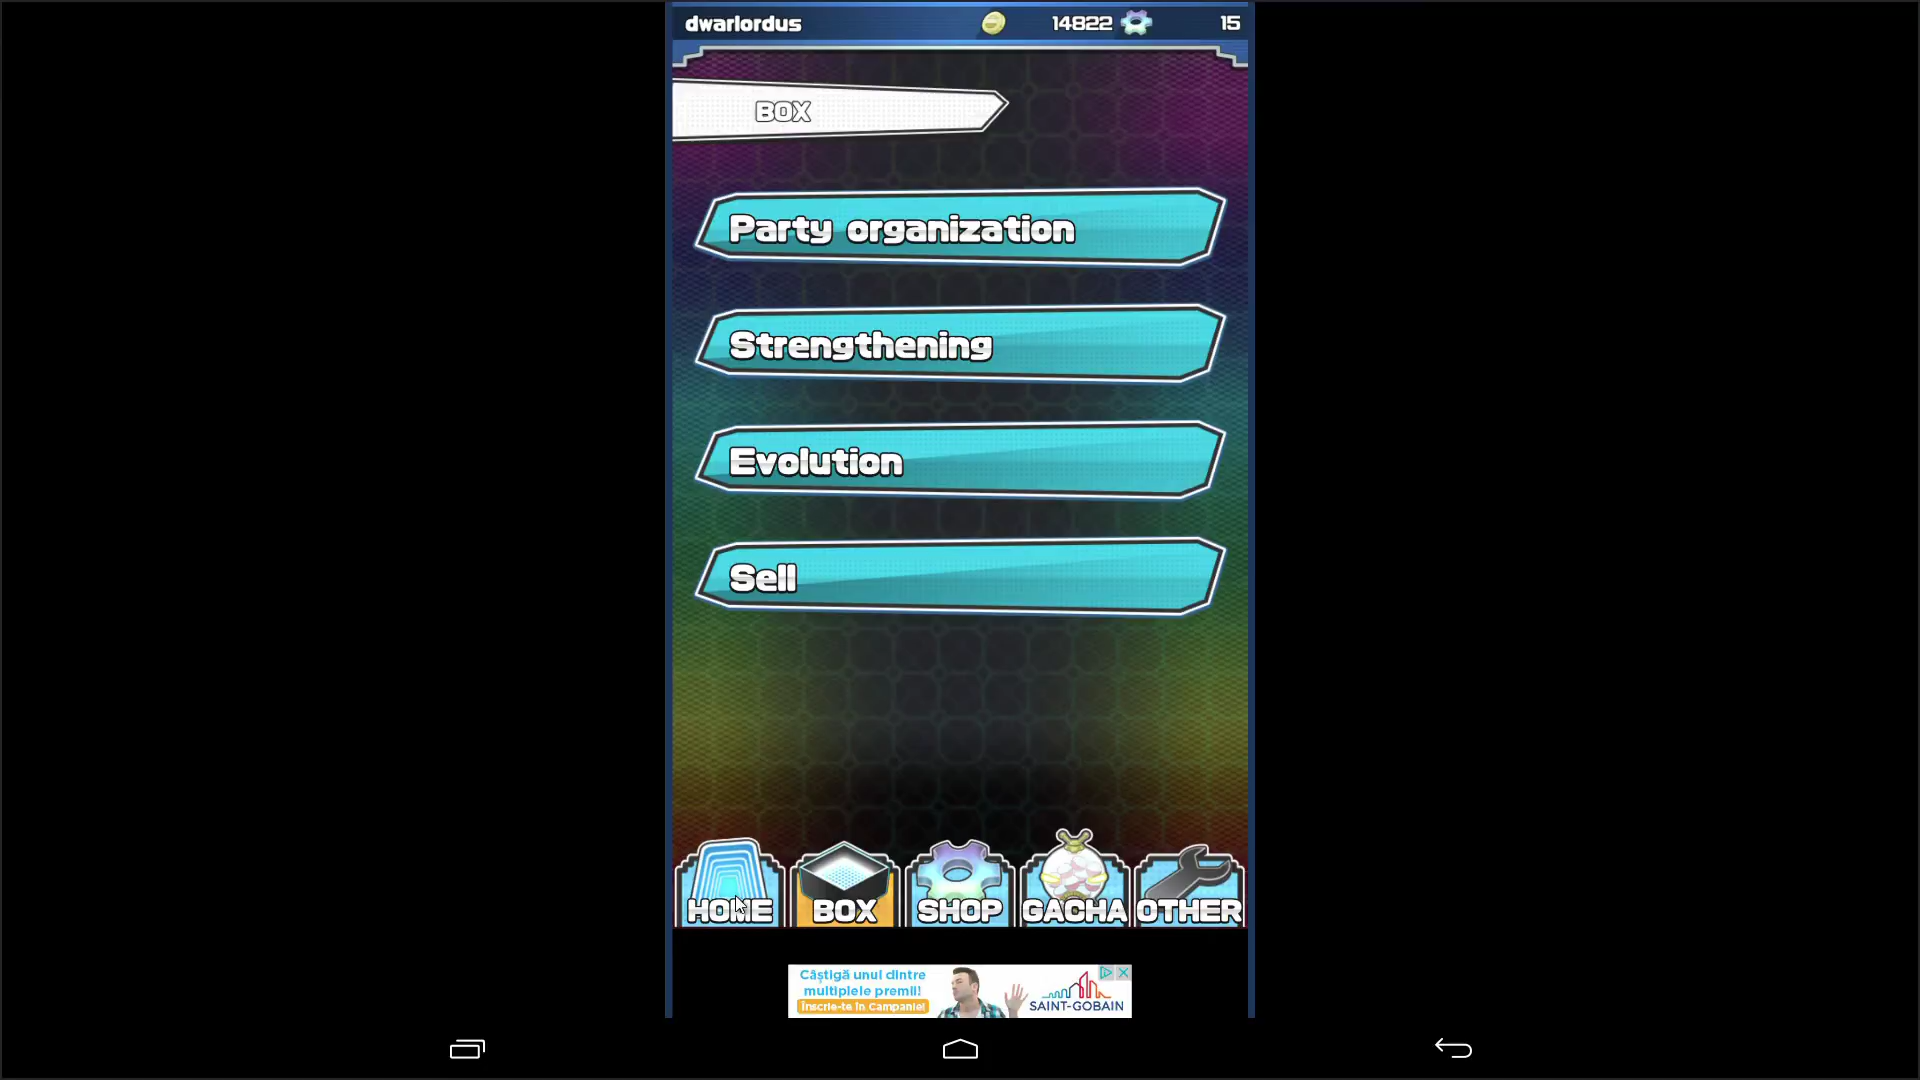 dwarlordus 14822 15
BOX
Party organization
Strengthening
Evolution
Sell
HOME BOX SHOP GACHA OTHER
Câștigă unul dintre
multiplele premii!
Înscrie-te în Campanie!
SAINT-GOBAIN